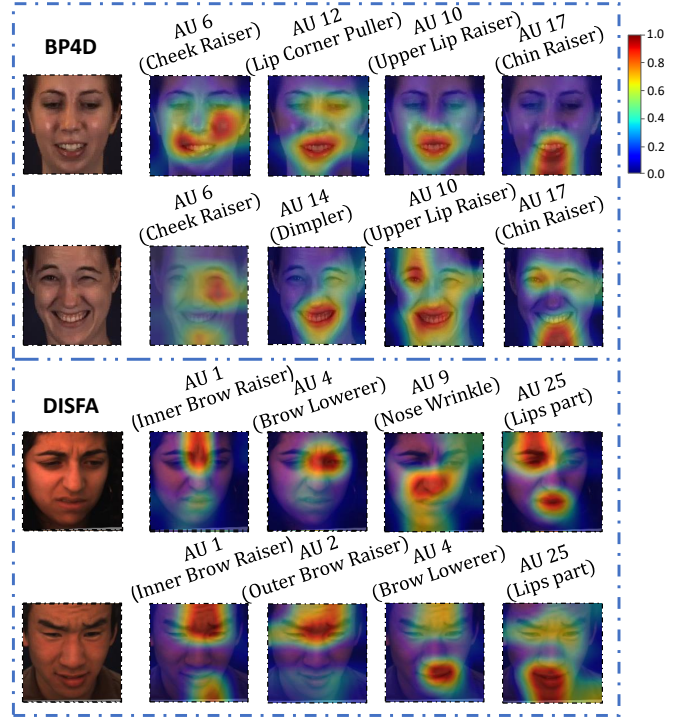 BP4D
AU 6
(Cheek Raiser)
AU 12
(Lip Corner Puller)
AU 10
(Upper Lip Raiser)
AU 17
(Chin Raiser)
1.0
0.8
0.6
0.4
0.2
0.0
AU 6
(Cheek Raiser)
AU 14
(Dimpler)
AU 10
(Upper Lip Raiser)
AU 17
(Chin Raiser)
DISFA
AU 1
(Inner Brow Raiser)
AU 4
(Brow Lowerer)
AU 9
(Nose Wrinkle)
AU 25
(Lips part)
AU 1
(Inner Brow Raiser)
AU 2
(Outer Brow Raiser)
AU 4
(Brow Lowerer)
AU 25
(Lips part)